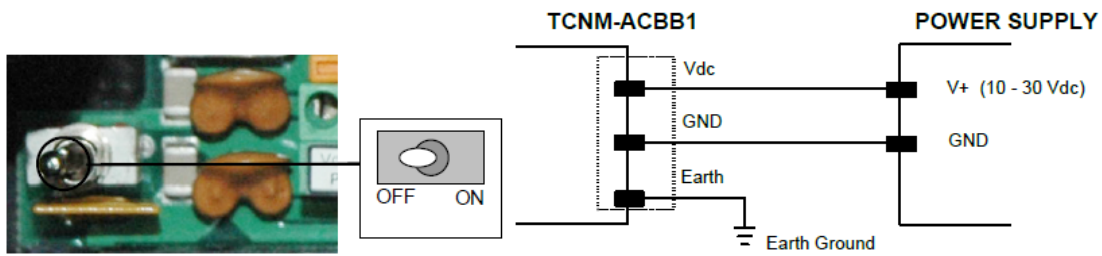 TCNM-ACBB1
POWER SUPPLY
Vdc
V+ (10 - 30 Vdc)
GND
GND
OFF ON
Earth
Earth Ground